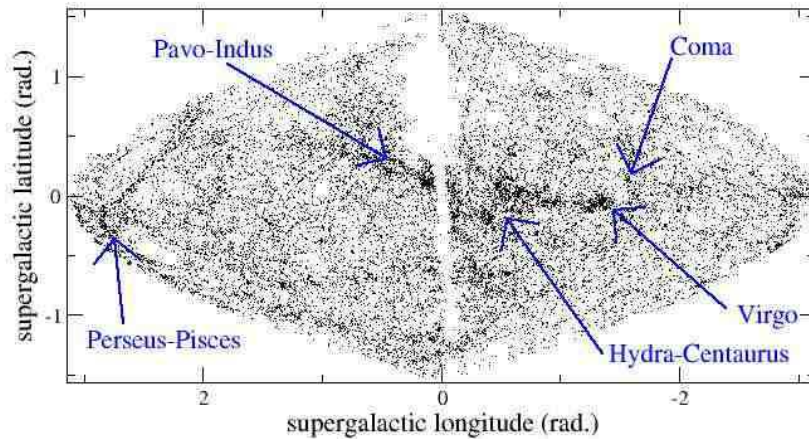 Pavo-Indus
Coma
1
0
-1
supergalactic latitude (rad.)
Perseus-Pisces
Virgo
Hydra-Centaurus
2
0
-2
supergalactic longitude (rad.)